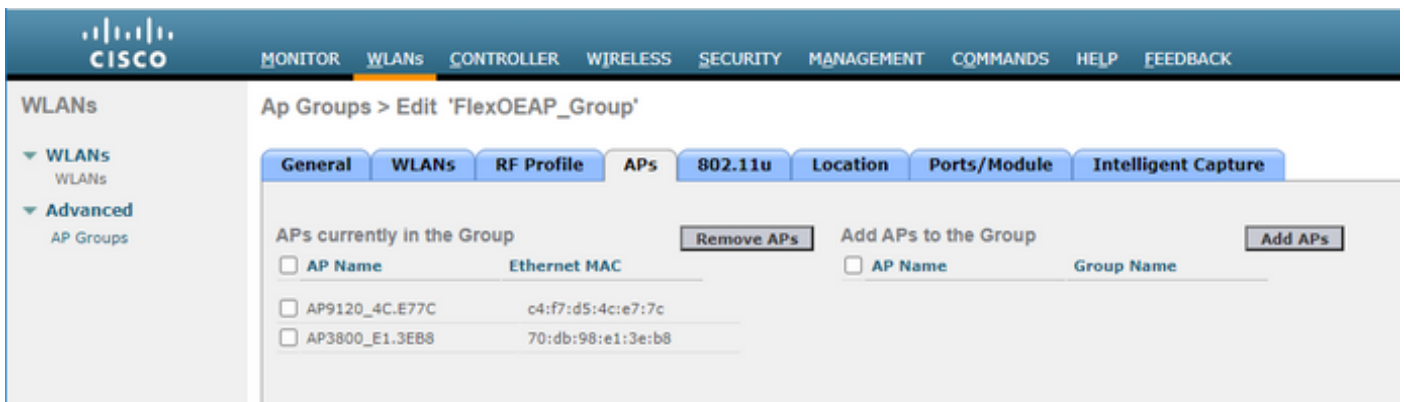 CISCO
MONITOR WLANs CONTROLLER WIRELESS SECURITY MANAGEMENT COMMANDS HELP FEEDBACK
WLANs
Ap Groups > Edit 'FlexOEAP_Group'
WLANs
WLANs
Advanced
AP Groups
General WLANs RF Profile APs 802.11u Location Ports/Module Intelligent Capture
APs currently in the Group Remove APs
AP Name Ethernet MAC
AP9120_4C.E77C c4:f7:d5:4c:e7:7c
AP3800_E1.3EB8 70:db:98:e1:3e:b8
Add APs to the Group Add APs
AP Name Group Name